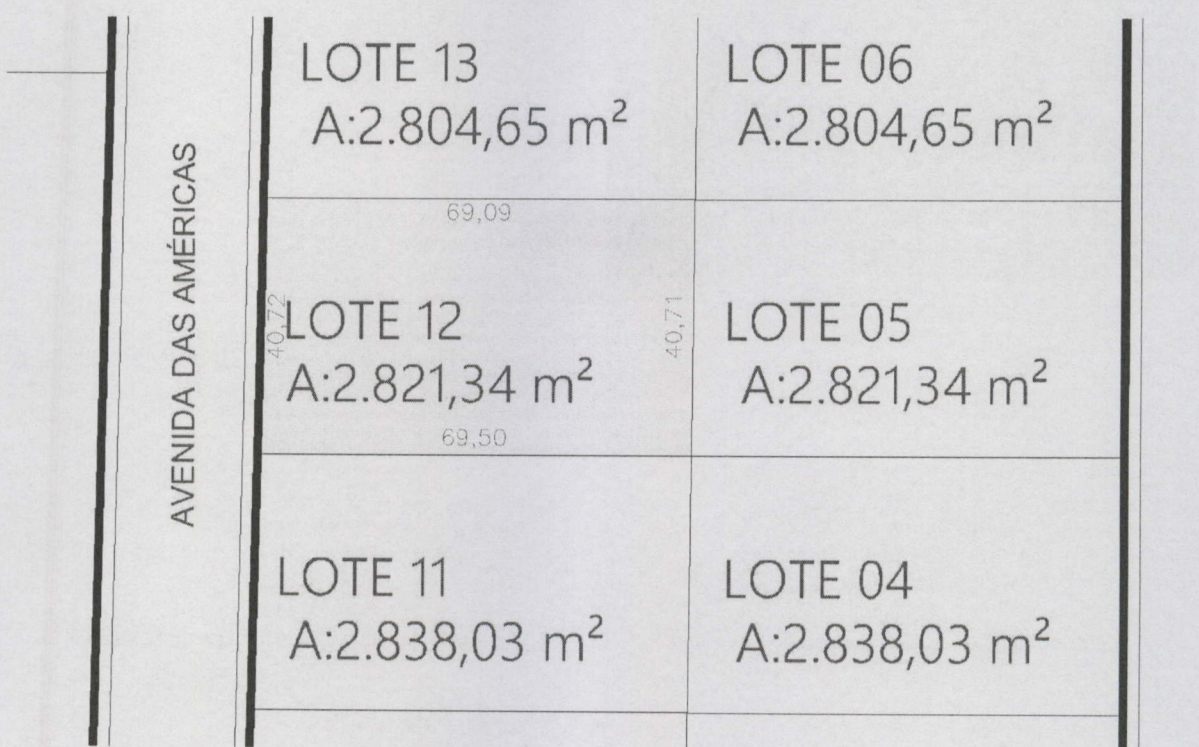 LOTE 13
A:2.804,65 m²
LOTE 06
A:2.804,65 m²
AVENIDA DAS AMÉRICAS
69,09
40,72
LOTE 12
A:2.821,34 m²
69,50
40,71
LOTE 05
A:2.821,34 m²
LOTE 11
A:2.838,03 m²
LOTE 04
A:2.838,03 m²